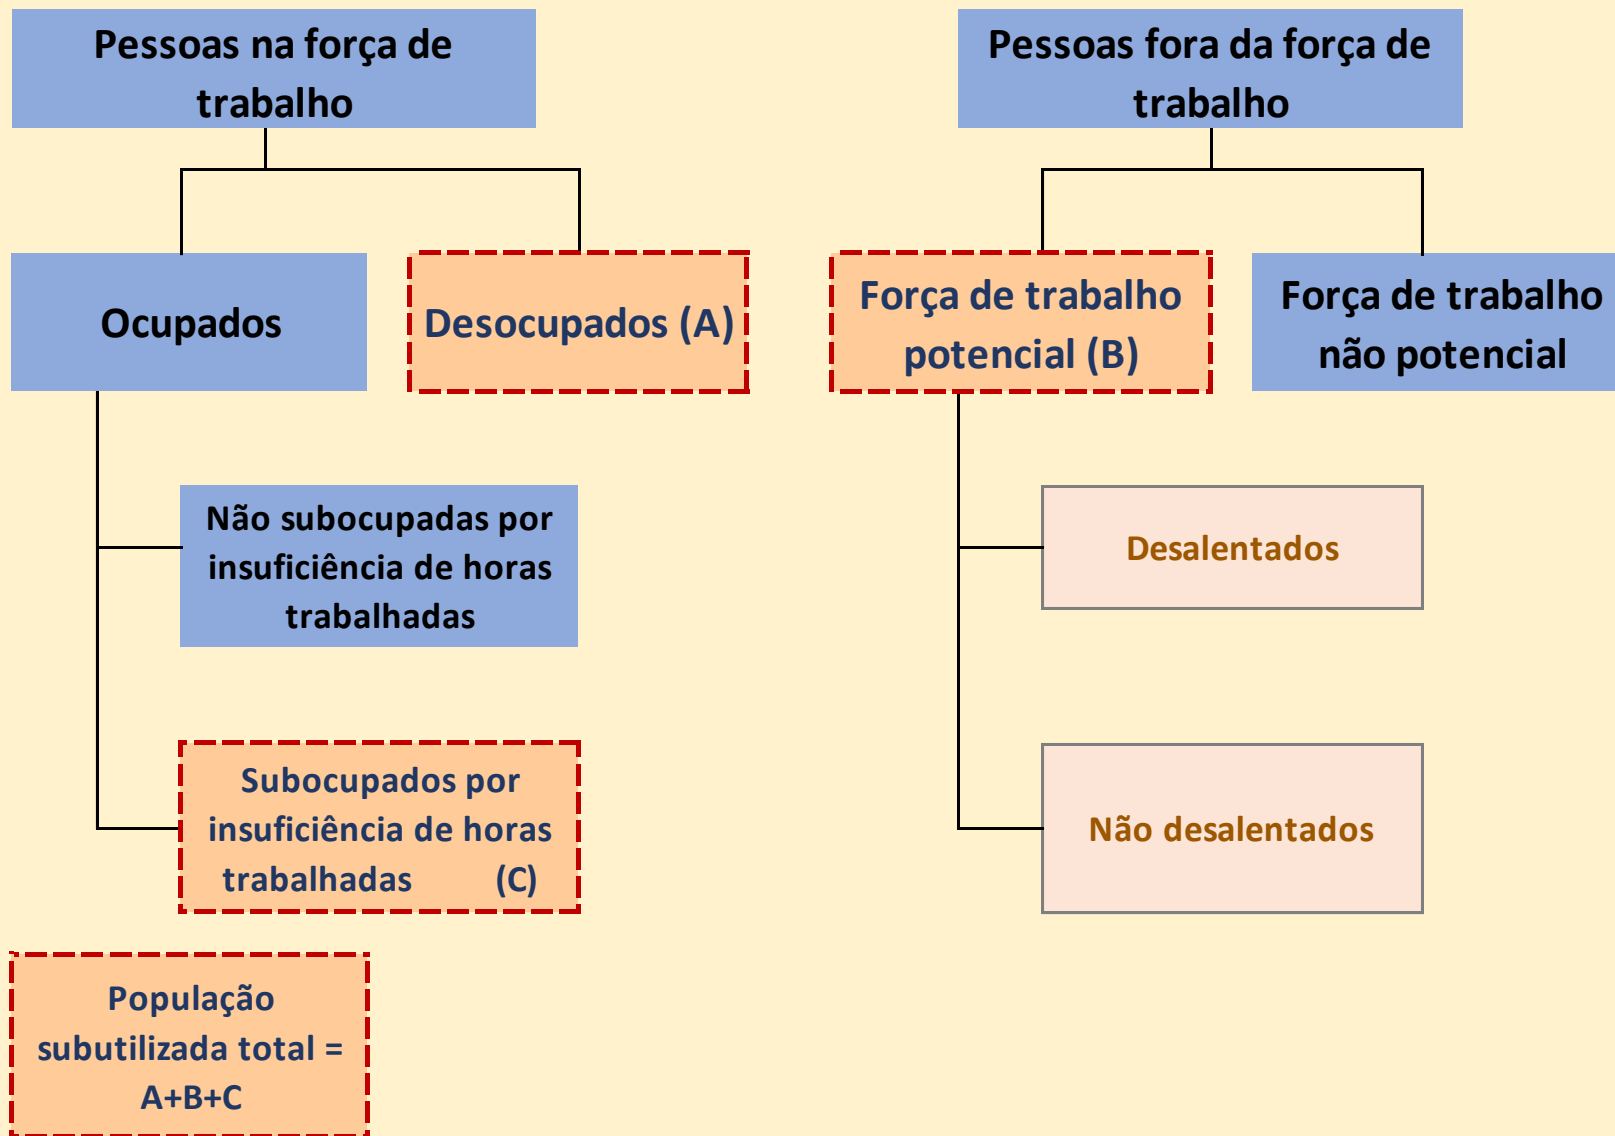 Pessoas na força de
trabalho
Pessoas fora da força de
trabalho
Ocupados
Desocupados (A)
Força de trabalho
potencial (B)
Força de trabalho
não potencial
Não subocupadas por
insuficiência de horas
trabalhadas
Desalentados
Subocupados por
insuficiência de horas
trabalhadas (C)
Não desalentados
População
subutilizada total =
A+B+C